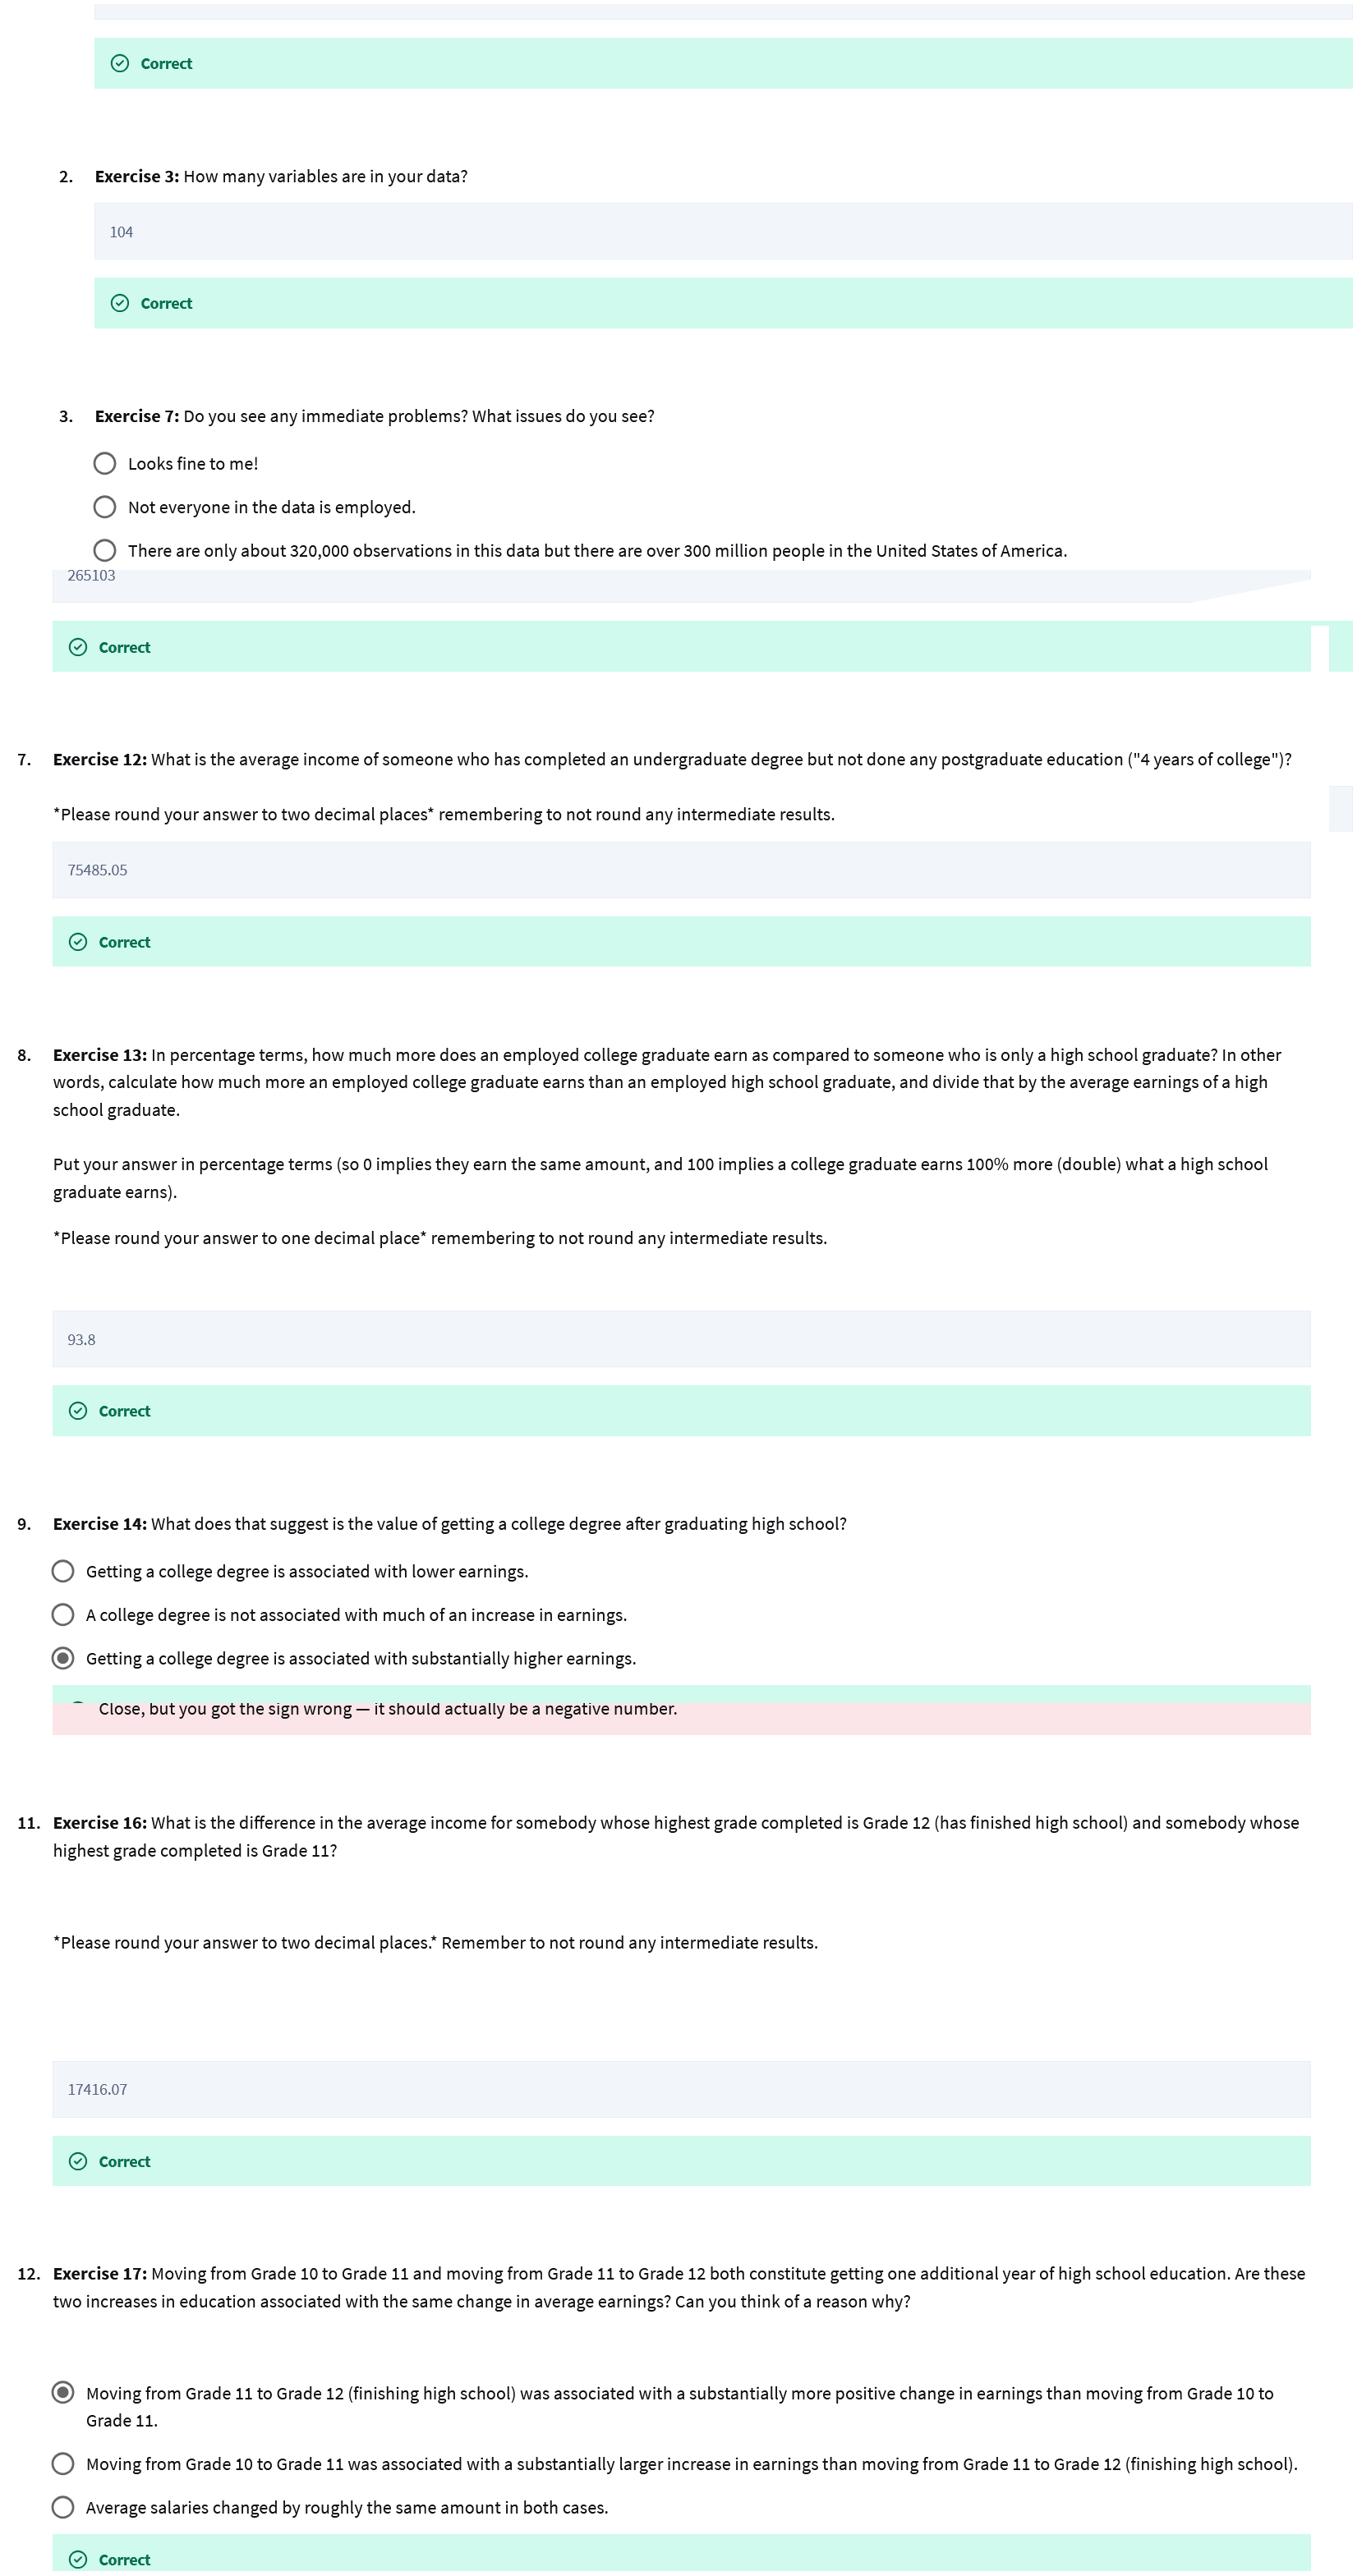 Correct
2. Exercise 3: How many variables are in your data?
104
Correct
3. Exercise 7: Do you see any immediate problems? What issues do you see?
Looks fine to me!
Not everyone in the data is employed.
There are only about 320,000 observations in this data but there are over 300 million people in the United States of America.
265103
Correct
7. Exercise 12: What is the average income of someone who has completed an undergraduate degree but not done any postgraduate education ("4 years of college")?
*Please round your answer to two decimal places* remembering to not round any intermediate results.
75485.05
Correct
8. Exercise 13: In percentage terms, how much more does an employed college graduate earn as compared to someone who is only a high school graduate? In other
words, calculate how much more an employed college graduate earns than an employed high school graduate, and divide that by the average earnings of a high
school graduate.
Put your answer in percentage terms (so 0 implies they earn the same amount, and 100 implies a college graduate earns 100% more (double) what a high school
graduate earns).
*Please round your answer to one decimal place* remembering to not round any intermediate results.
93.8
Correct
9. Exercise 14: What does that suggest is the value of getting a college degree after graduating high school?
Getting a college degree is associated with lower earnings.
A college degree is not associated with much of an increase in earnings.
Getting a college degree is associated with substantially higher earnings.
Close, but you got the sign wrong — it should actually be a negative number.
11. Exercise 16: What is the difference in the average income for somebody whose highest grade completed is Grade 12 (has finished high school) and somebody whose
highest grade completed is Grade 11?
*Please round your answer to two decimal places.* Remember to not round any intermediate results.
17416.07
Correct
12. Exercise 17: Moving from Grade 10 to Grade 11 and moving from Grade 11 to Grade 12 both constitute getting one additional year of high school education. Are these
two increases in education associated with the same change in average earnings? Can you think of a reason why?
Moving from Grade 11 to Grade 12 (finishing high school) was associated with a substantially more positive change in earnings than moving from Grade 10 to
Grade 11.
Moving from Grade 10 to Grade 11 was associated with a substantially larger increase in earnings than moving from Grade 11 to Grade 12 (finishing high school).
Average salaries changed by roughly the same amount in both cases.
Correct